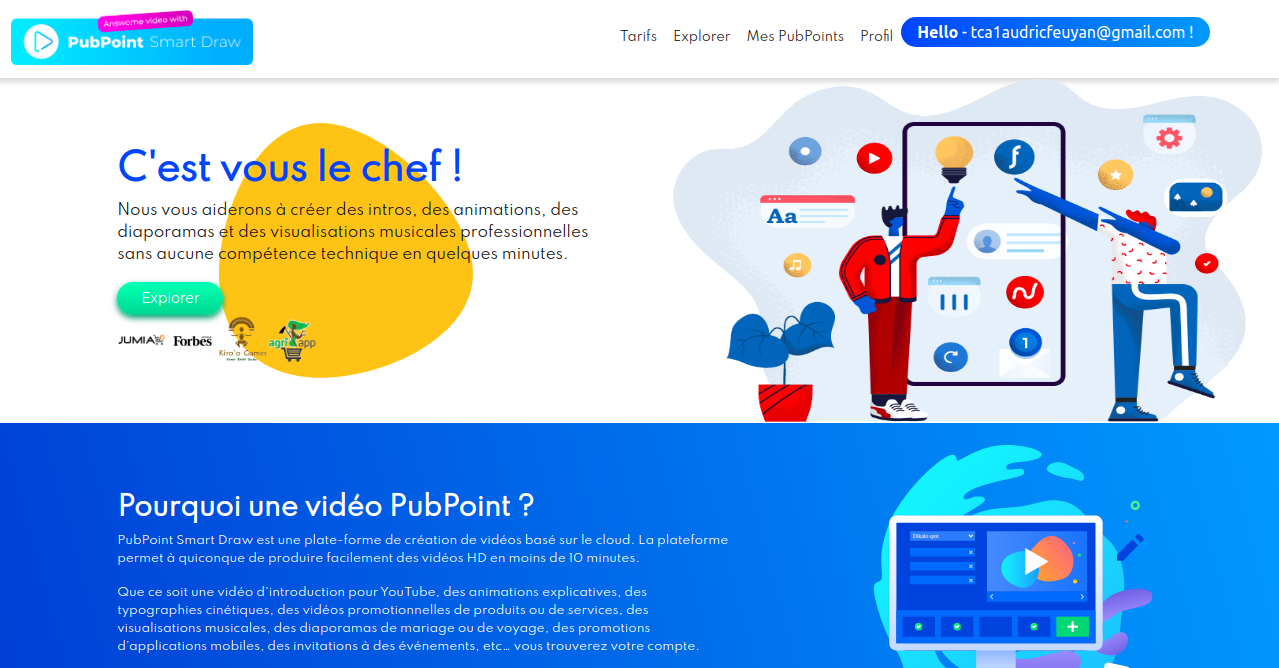 Answome video with
PubPoint Smart Draw
Tarifs Explorer Mes PubPoints Profil Hello - tca1audricfeuyan@gmail.com !
C'est vous le chef !
Nous vous aiderons à créer des intros, des animations, des
diaporamas et des visualisations musicales professionnelles
sans aucune compétence technique en quelques minutes.
Explorer
JUMIA Forbes Kiro'o Games agri app
Aa
1
Pourquoi une vidéo PubPoint ?
PubPoint Smart Draw est une plate-forme de création de vidéos basé sur le cloud. La plateforme
permet à quiconque de produire facilement des vidéos HD en moins de 10 minutes.
Que ce soit une vidéo d'introduction pour YouTube, des animations explicatives, des
typographies cinétiques, des vidéos promotionnelles de produits ou de services, des
visualisations musicales, des diaporamas de mariage ou de voyage, des promotions
d'applications mobiles, des invitations à des événements, etc... vous trouverez votre compte.
Dikalo spot